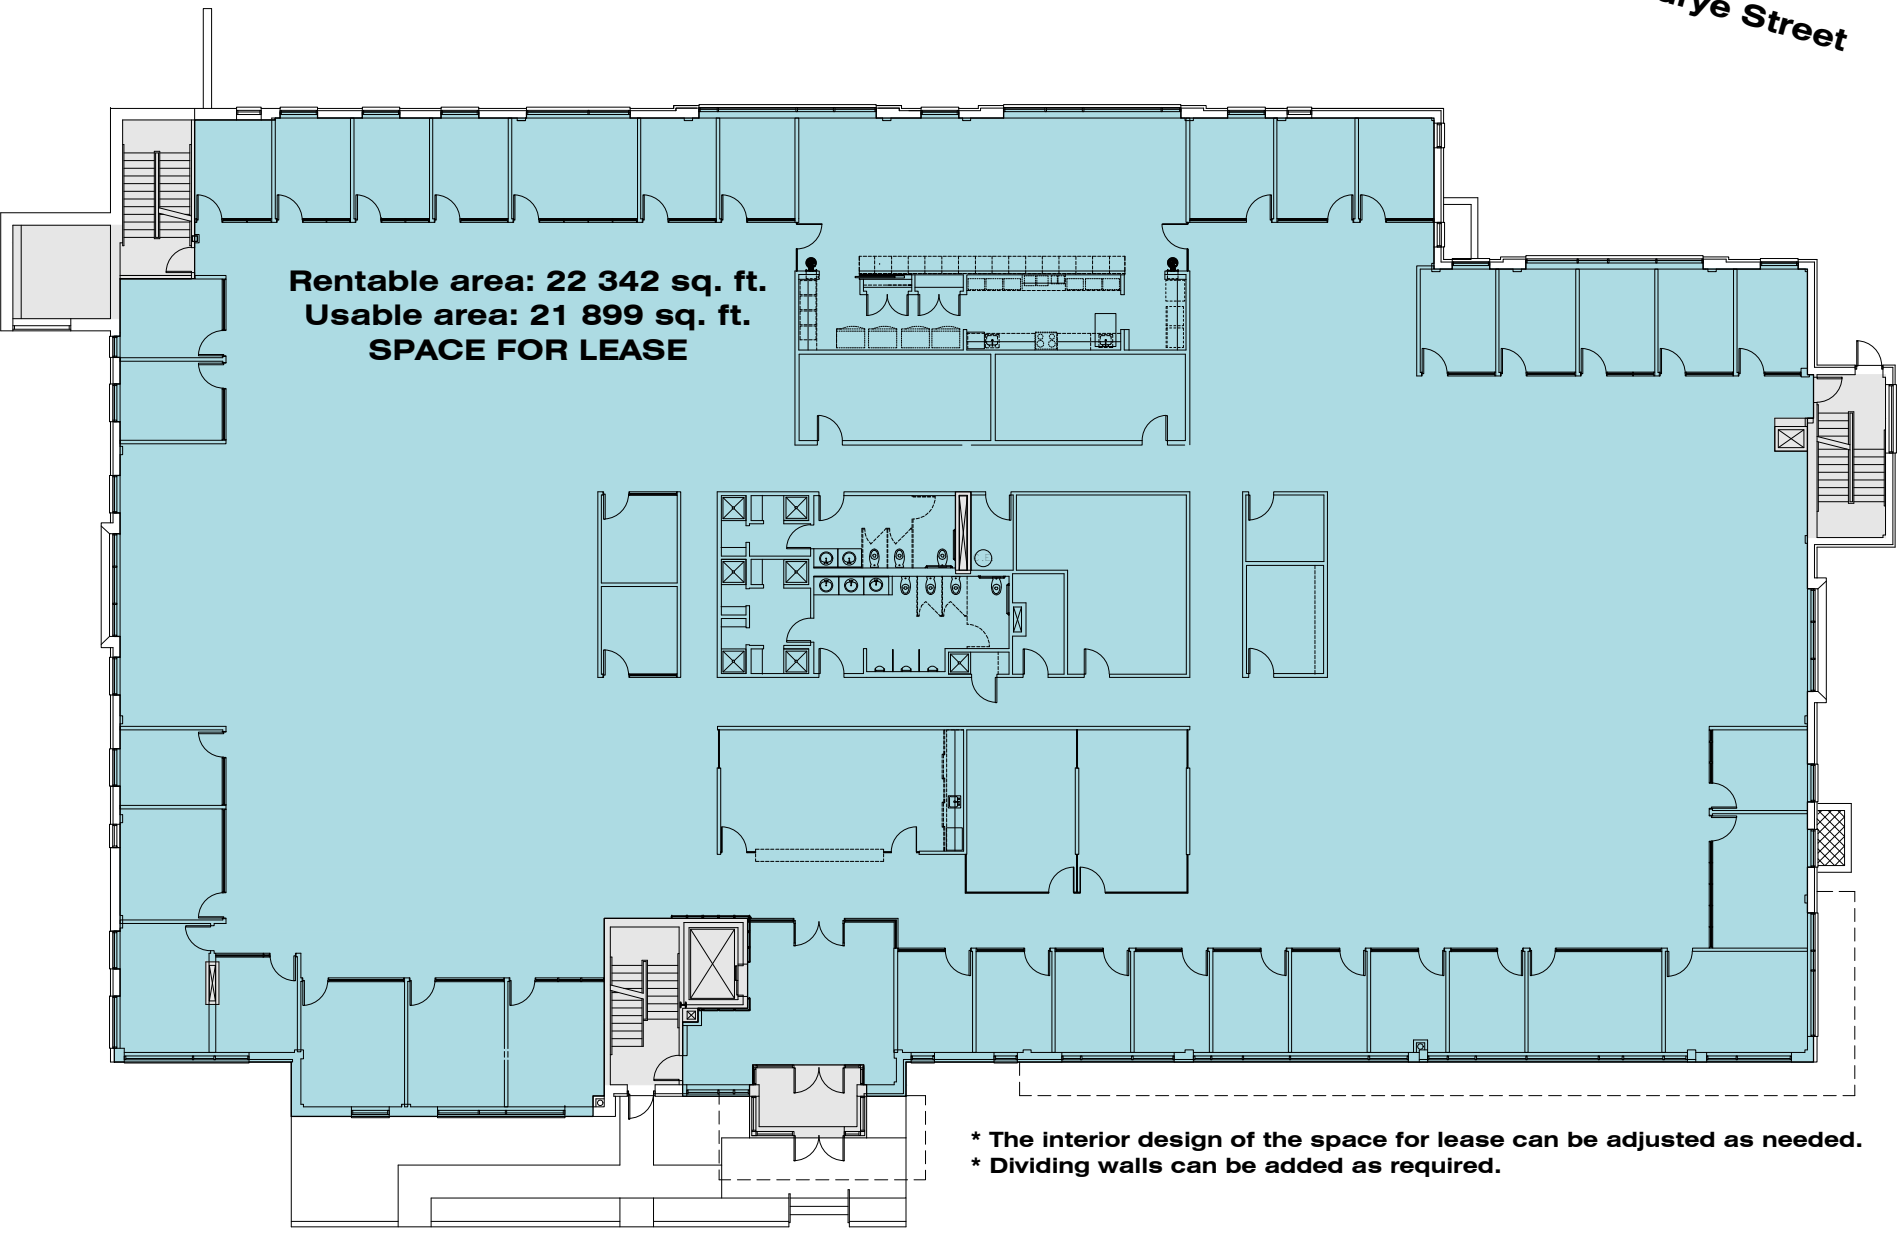 Street
Rentable area: 22 342 sq. ft.
Usable area: 21 899 sq. ft.
SPACE FOR LEASE
* The interior design of the space for lease can be adjusted as needed.
* Dividing walls can be added as required.